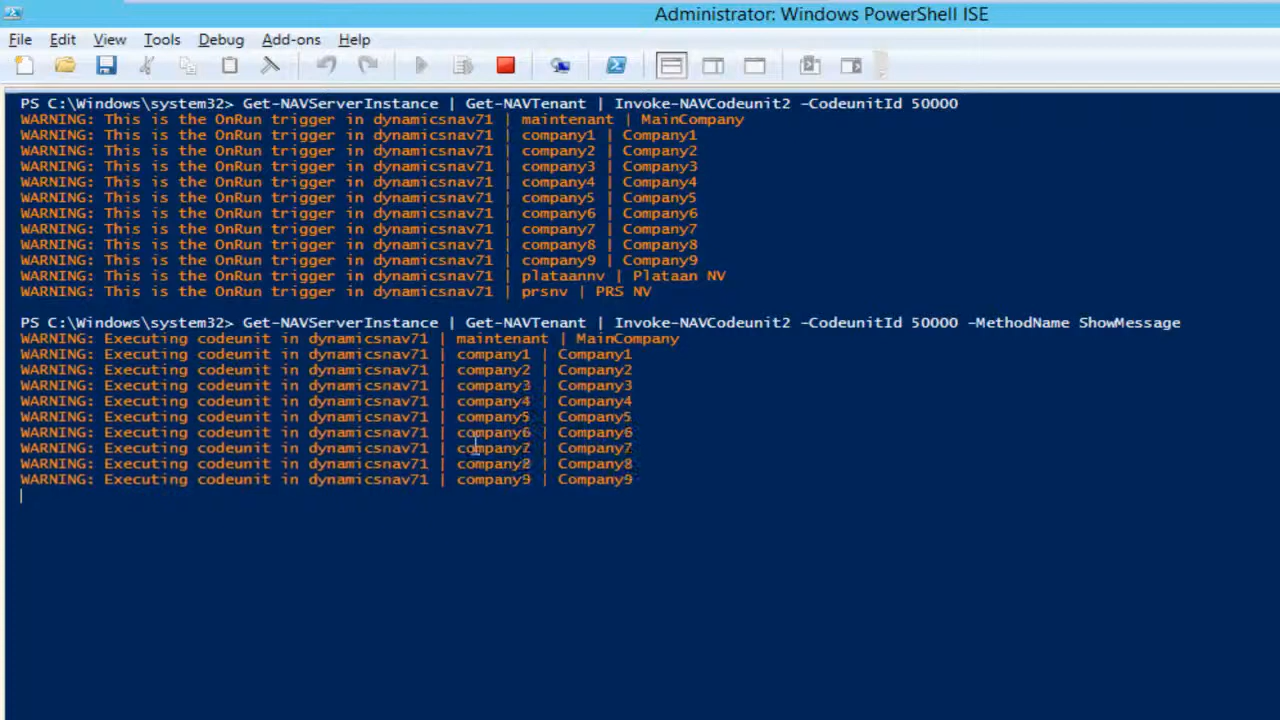 Administrator: Windows PowerShell ISE
File Edit View Tools Debug Add-ons Help
PS C:\Windows\system32> Get-NAVServerInstance | Get-NAVTenant | Invoke-NAVCodeunit2 -CodeunitId 50000
WARNING: This is the OnRun trigger in dynamicsnav71 | maintenant | MainCompany
WARNING: This is the OnRun trigger in dynamicsnav71 | company1 | Company1
WARNING: This is the OnRun trigger in dynamicsnav71 | company2 | Company2
WARNING: This is the OnRun trigger in dynamicsnav71 | company3 | Company3
WARNING: This is the OnRun trigger in dynamicsnav71 | company4 | Company4
WARNING: This is the OnRun trigger in dynamicsnav71 | company5 | Company5
WARNING: This is the OnRun trigger in dynamicsnav71 | company6 | Company6
WARNING: This is the OnRun trigger in dynamicsnav71 | company7 | Company7
WARNING: This is the OnRun trigger in dynamicsnav71 | company8 | Company8
WARNING: This is the OnRun trigger in dynamicsnav71 | company9 | Company9
WARNING: This is the OnRun trigger in dynamicsnav71 | plataannv | Plataan NV
WARNING: This is the OnRun trigger in dynamicsnav71 | prsnv | PRS NV
PS C:\Windows\system32> Get-NAVServerInstance | Get-NAVTenant | Invoke-NAVCodeunit2 -CodeunitId 50000 -MethodName ShowMessage
WARNING: Executing codeunit in dynamicsnav71 | maintenant | MainCompany
WARNING: Executing codeunit in dynamicsnav71 | company1 | Company1
WARNING: Executing codeunit in dynamicsnav71 | company2 | Company2
WARNING: Executing codeunit in dynamicsnav71 | company3 | Company3
WARNING: Executing codeunit in dynamicsnav71 | company4 | Company4
WARNING: Executing codeunit in dynamicsnav71 | company5 | Company5
WARNING: Executing codeunit in dynamicsnav71 | company6 | Company6
WARNING: Executing codeunit in dynamicsnav71 | company7 | Company7
WARNING: Executing codeunit in dynamicsnav71 | company8 | Company8
WARNING: Executing codeunit in dynamicsnav71 | company9 | Company9